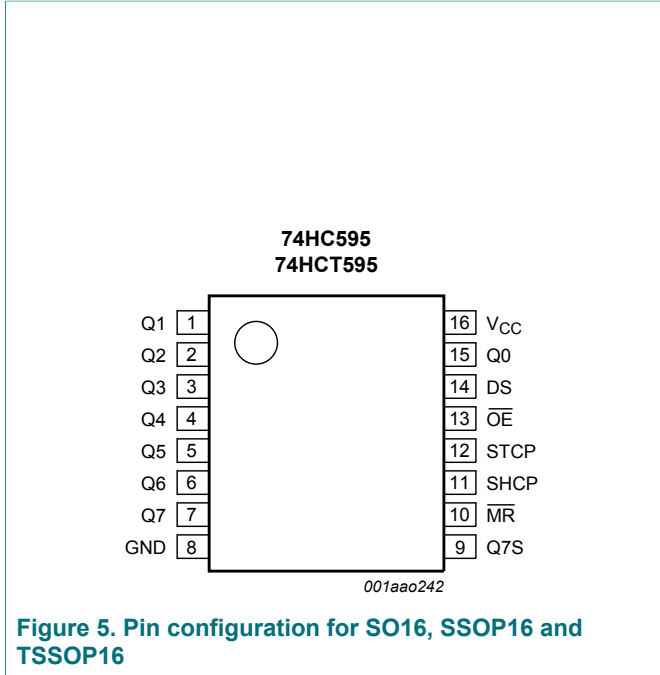 74HC595
74HCT595
Q1 1 16 VCC
Q2 2 15 Q0
Q3 3 14 DS
Q4 4 13 O̅E̅
Q5 5 12 STCP
Q6 6 11 SHCP
Q7 7 10 M̅R̅
GND 8 9 Q7S
001aao242
Figure 5. Pin configuration for SO16, SSOP16 and
TSSOP16